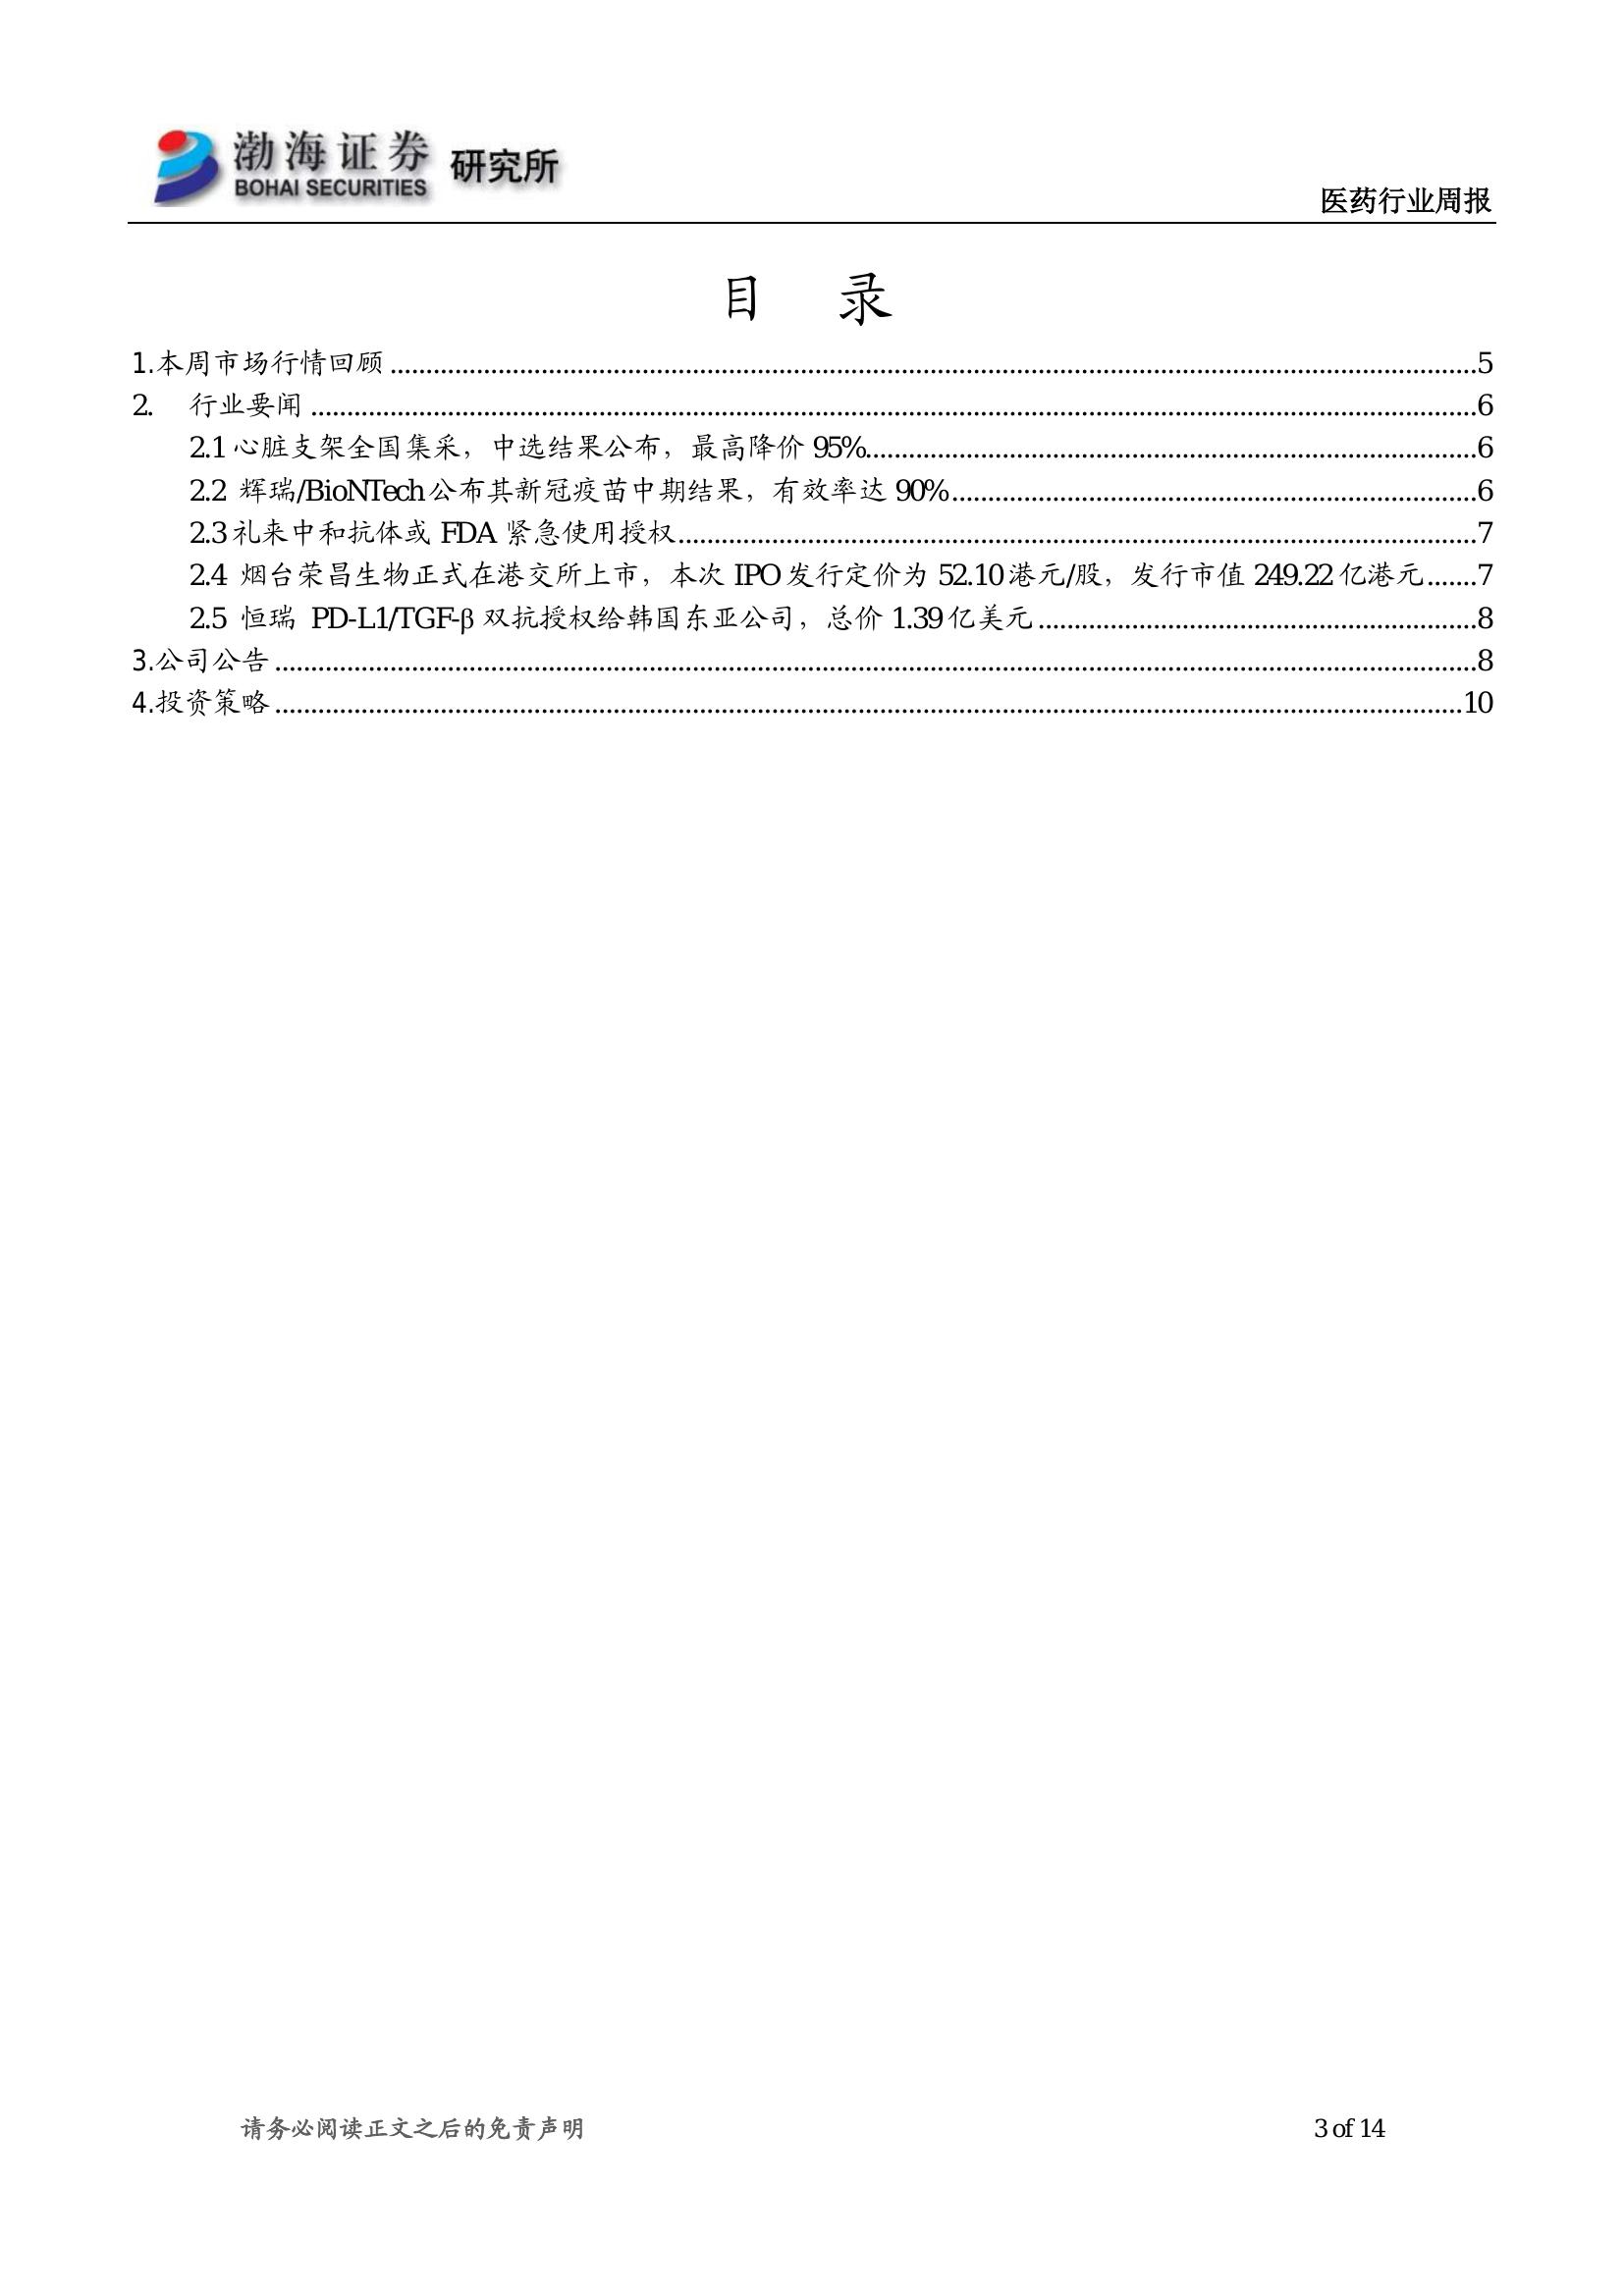 渤海证券 研究所
BOHAI SECURITIES
医药行业周报
目 录
1.本周市场行情回顾 ........................................................ 5
2. 行业要闻 ........................................................ 6
2.1 心脏支架全国集采，中选结果公布，最高降价 95% ........................................................ 6
2.2 辉瑞/BioNTech 公布其新冠疫苗中期结果，有效率达 90% ........................................................ 6
2.3 礼来中和抗体或 FDA 紧急使用授权 ........................................................ 7
2.4 烟台荣昌生物正式在港交所上市，本次 IPO 发行定价为 52.10 港元/股，发行市值 249.22 亿港元 ....... 7
2.5 恒瑞 PD-L1/TGF-β 双抗授权给韩国东亚公司，总价 1.39 亿美元 ........................................................ 8
3.公司公告 ........................................................ 8
4.投资策略 ........................................................ 10
请务必阅读正文之后的免责声明 3 of 14